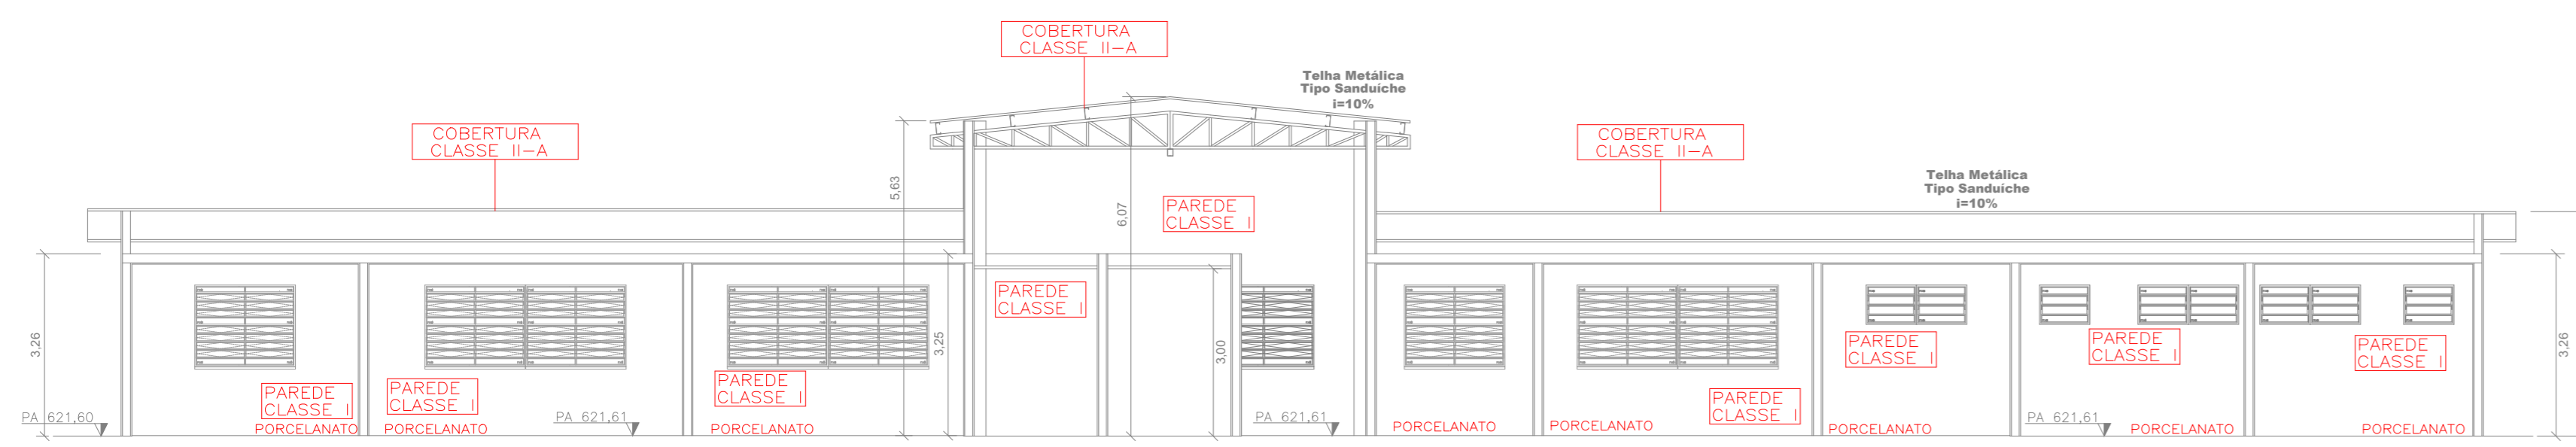 COBERTURA
CLASSE II-A
Telha Metálica
Tipo Sanduíche
i=10%
COBERTURA
CLASSE II-A
COBERTURA
CLASSE II-A
Telha Metálica
Tipo Sanduíche
i=10%
5,63
6,07
PAREDE
CLASSE I
PAREDE
CLASSE I
3,26
3,25
3,00
3,26
PAREDE
CLASSE I
PAREDE
CLASSE I
PAREDE
CLASSE I
PAREDE
CLASSE I
PAREDE
CLASSE I
PAREDE
CLASSE I
PAREDE
CLASSE I
PA 621,60
PA 621,61
PA 621,61
PA 621,61
PORCELANATO
PORCELANATO
PORCELANATO
PORCELANATO
PORCELANATO
PORCELANATO
PORCELANATO
PORCELANATO